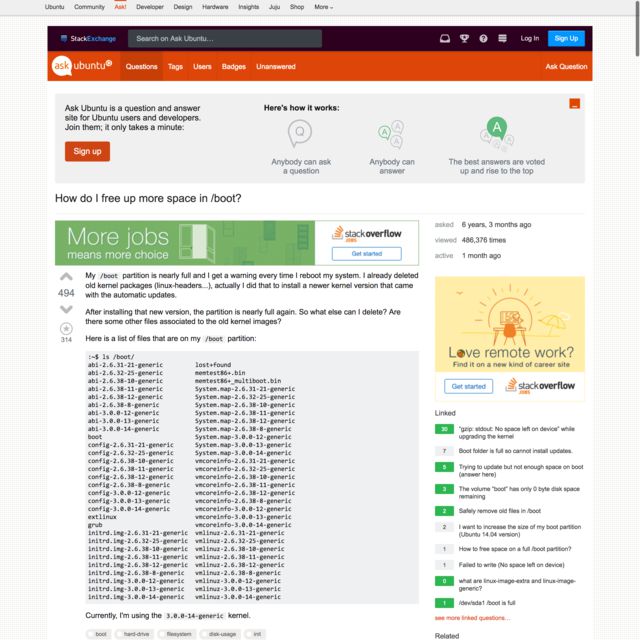 Ubuntu Community Ask! Developer Design Hardware Insights Juju Shop More
StackExchange Search on Ask Ubuntu… Log In Sign Up
ask ubuntu Questions Tags Users Badges Unanswered Ask Question
Ask Ubuntu is a question and answer
site for Ubuntu users and developers.
Join them; it only takes a minute:
Sign up
Here's how it works:
Anybody can ask
a question
Anybody can
answer
The best answers are voted
up and rise to the top
How do I free up more space in /boot?
More jobs
means more choice
stackoverflow
JOBS
Get started
asked 6 years, 3 months ago
viewed 486,376 times
active 1 month ago
494
314
My /boot partition is nearly full and I get a warning every time I reboot my system. I already deleted
old kernel packages (linux-headers...), actually I did that to install a newer kernel version that came
with the automatic updates.
After installing that new version, the partition is nearly full again. So what else can I delete? Are
there some other files associated to the old kernel images?
Here is a list of files that are on my /boot partition:
:~$ ls /boot/
abi-2.6.31-21-generic lost+found
abi-2.6.32-25-generic memtest86+.bin
abi-2.6.38-10-generic memtest86+_multiboot.bin
abi-2.6.38-11-generic System.map-2.6.31-21-generic
abi-2.6.38-12-generic System.map-2.6.32-25-generic
abi-2.6.38-8-generic System.map-2.6.38-10-generic
abi-3.0.0-12-generic System.map-2.6.38-11-generic
abi-3.0.0-13-generic System.map-2.6.38-12-generic
abi-3.0.0-14-generic System.map-2.6.38-8-generic
boot System.map-3.0.0-12-generic
config-2.6.31-21-generic System.map-3.0.0-13-generic
config-2.6.32-25-generic System.map-3.0.0-14-generic
config-2.6.38-10-generic vmcoreinfo-2.6.31-21-generic
config-2.6.38-11-generic vmcoreinfo-2.6.32-25-generic
config-2.6.38-12-generic vmcoreinfo-2.6.38-10-generic
config-2.6.38-8-generic vmcoreinfo-2.6.38-11-generic
config-3.0.0-12-generic vmcoreinfo-2.6.38-12-generic
config-3.0.0-13-generic vmcoreinfo-2.6.38-8-generic
config-3.0.0-14-generic vmcoreinfo-3.0.0-12-generic
extlinux vmcoreinfo-3.0.0-13-generic
grub vmcoreinfo-3.0.0-14-generic
initrd.img-2.6.31-21-generic vmlinuz-2.6.31-21-generic
initrd.img-2.6.32-25-generic vmlinuz-2.6.32-25-generic
initrd.img-2.6.38-10-generic vmlinuz-2.6.38-10-generic
initrd.img-2.6.38-11-generic vmlinuz-2.6.38-11-generic
initrd.img-2.6.38-12-generic vmlinuz-2.6.38-12-generic
initrd.img-2.6.38-8-generic vmlinuz-2.6.38-8-generic
initrd.img-3.0.0-12-generic vmlinuz-3.0.0-12-generic
initrd.img-3.0.0-13-generic vmlinuz-3.0.0-13-generic
initrd.img-3.0.0-14-generic vmlinuz-3.0.0-14-generic
Currently, I'm using the 3.0.0-14-generic kernel.
boot hard-drive filesystem disk-usage init
Love remote work?
Find it on a new kind of career site
Get started
stackoverflow
JOBS
Linked
30 "gzip: stdout: No space left on device" while
upgrading the kernel
7 Boot folder is full so cannot install updates.
5 Trying to update but not enough space on boot
(answer here)
3 The volume "boot" has only 0 byte disk space
remaining
2 Safely remove old files in /boot
2 I want to increase the size of my boot partition
(Ubuntu 14.04 version)
1 How to free space on a full /boot partition?
1 Failed to write (No space left on device)
0 what are linux-image-extra and linux-image-
generic?
1 /dev/sda1 /boot is full
see more linked questions…
Related